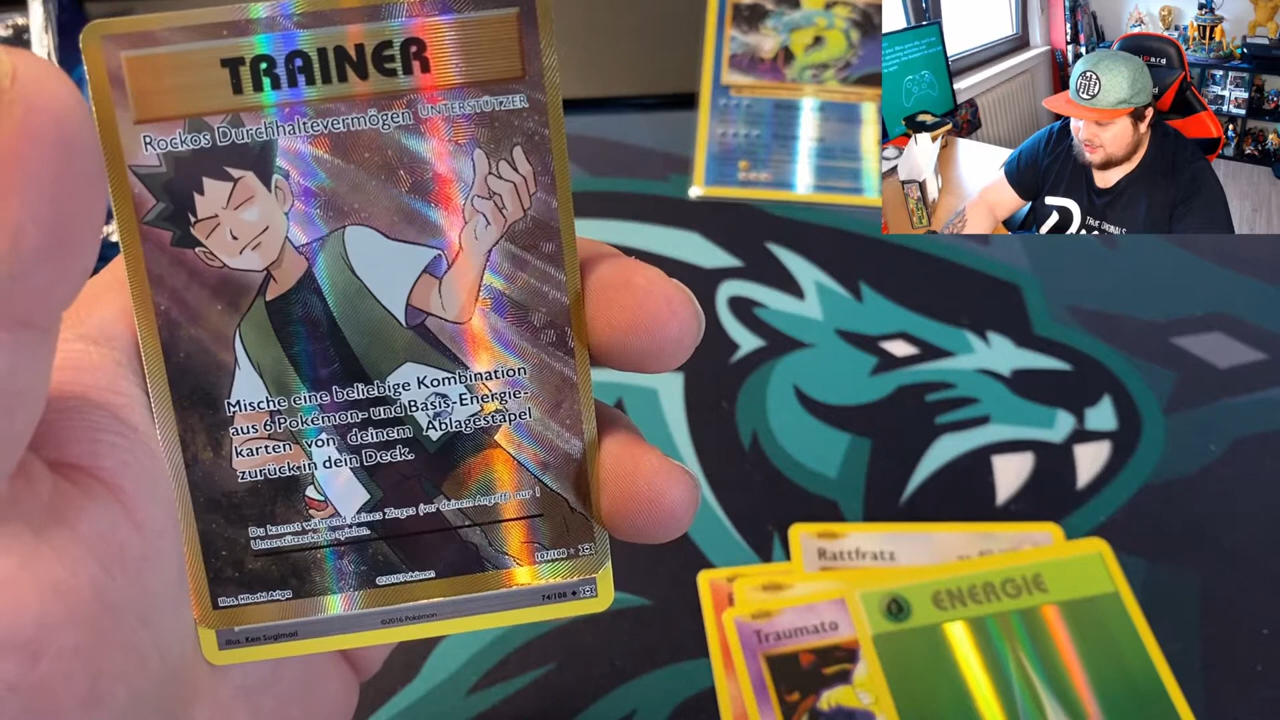 TRAINER
Rockos Durchhaltevermögen UNTERSTÜTZER
Mische eine beliebige Kombination
aus 6 Pokémon- und Basis-Energie-
karten von deinem Ablagestapel
zurück in dein Deck.
Du kannst während deines Zuges (vor deinem Angriff) nur 1
Unterstützerkarte spielen.
107/108
©2016 Pokémon
Illus. Hitoshi Ariga
74/108
©2016 Pokémon
Illus. Ken Sugimori
Rattfratz
ENERGIE
Traumato
TRUE ORIGINALS